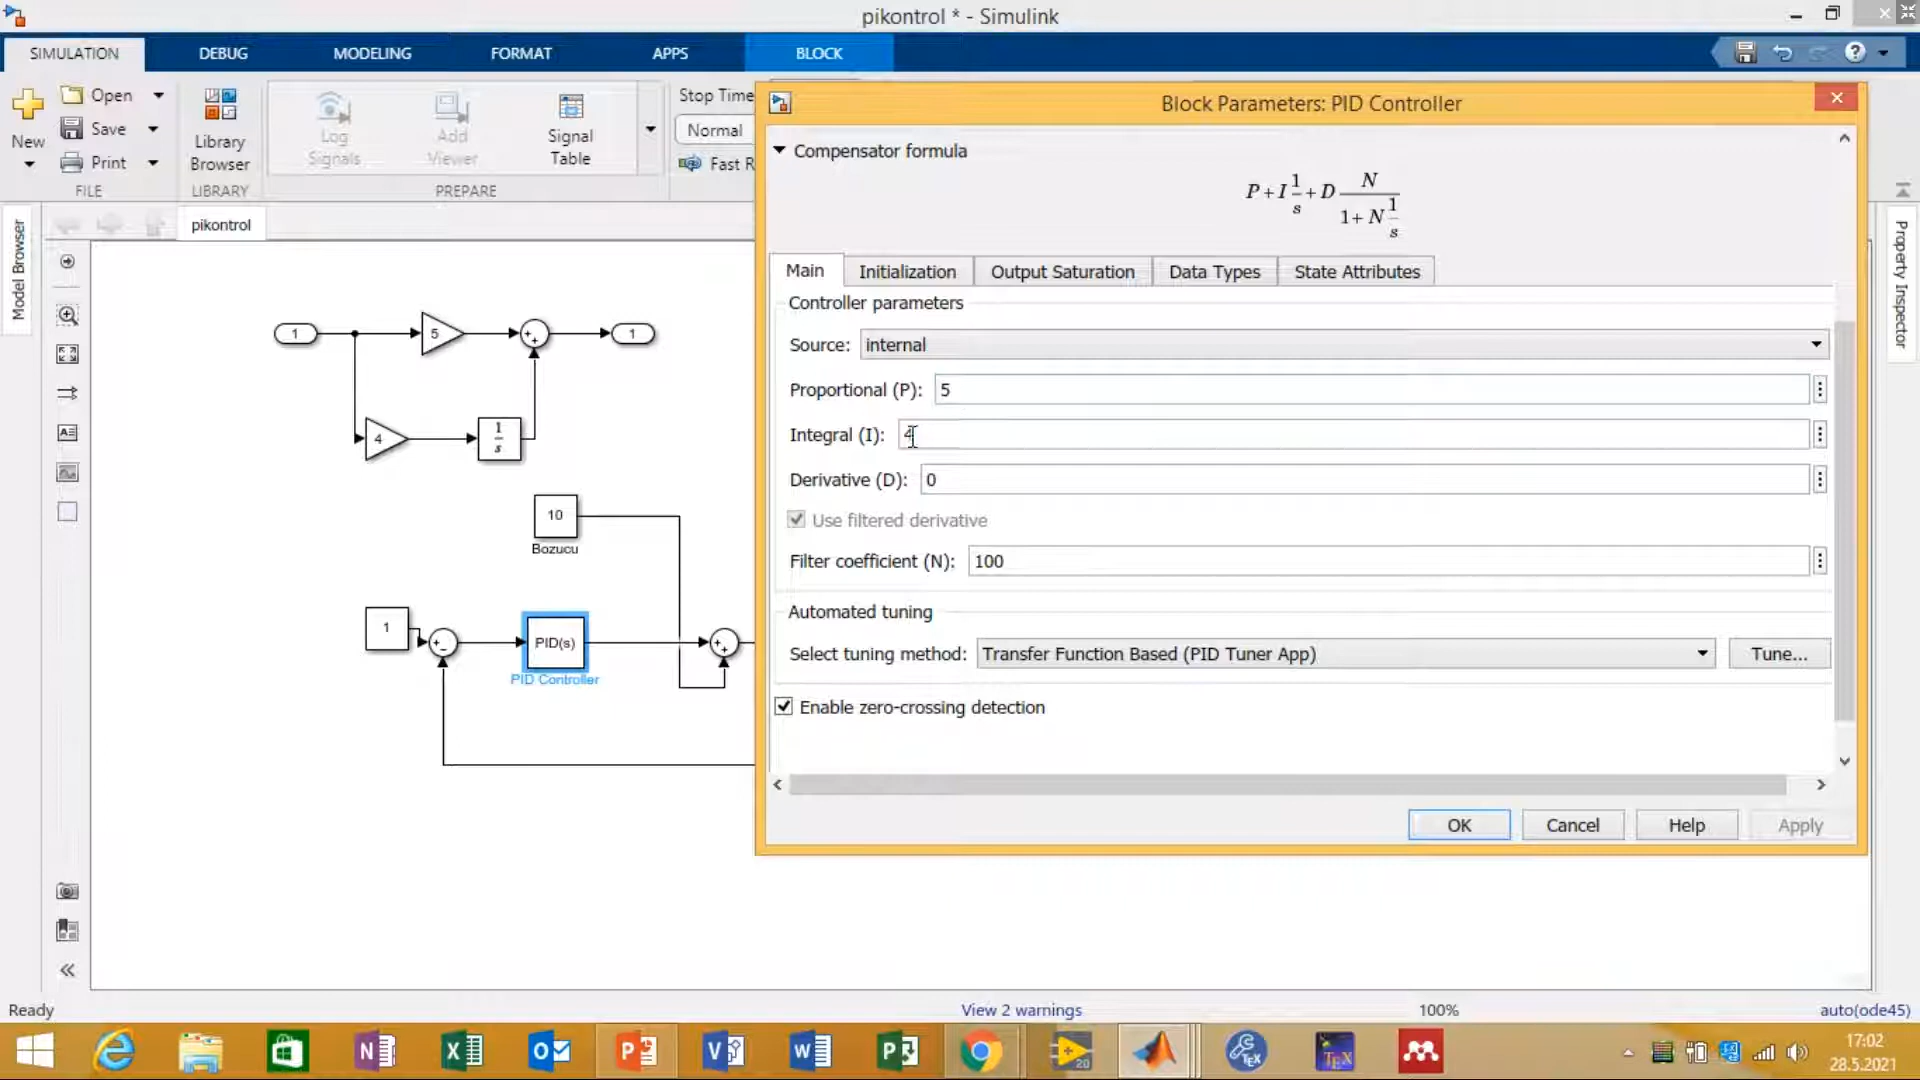 pikontrol * - Simulink
SIMULATION DEBUG MODELING FORMAT APPS BLOCK
New
Open
Save
Print
FILE
Library Browser
LIBRARY
Log Signals
Add Viewer
Signal Table
PREPARE
Stop Time
Normal
Fast R
Model Browser
pikontrol
Property Inspector
1
5
+
+
1
4
1
s
10
Bozucu
1
+
−
PID(s)
PID Controller
+
+
Block Parameters: PID Controller
Compensator formula
P + I 1/s + D N/(1 + N 1/s)
Main Initialization Output Saturation Data Types State Attributes
Controller parameters
Source: internal
Proportional (P): 5
Integral (I): 4
Derivative (D): 0
Use filtered derivative
Filter coefficient (N): 100
Automated tuning
Select tuning method: Transfer Function Based (PID Tuner App) Tune...
Enable zero-crossing detection
OK Cancel Help Apply
Ready View 2 warnings 100% auto(ode45)
17:02
28.5.2021